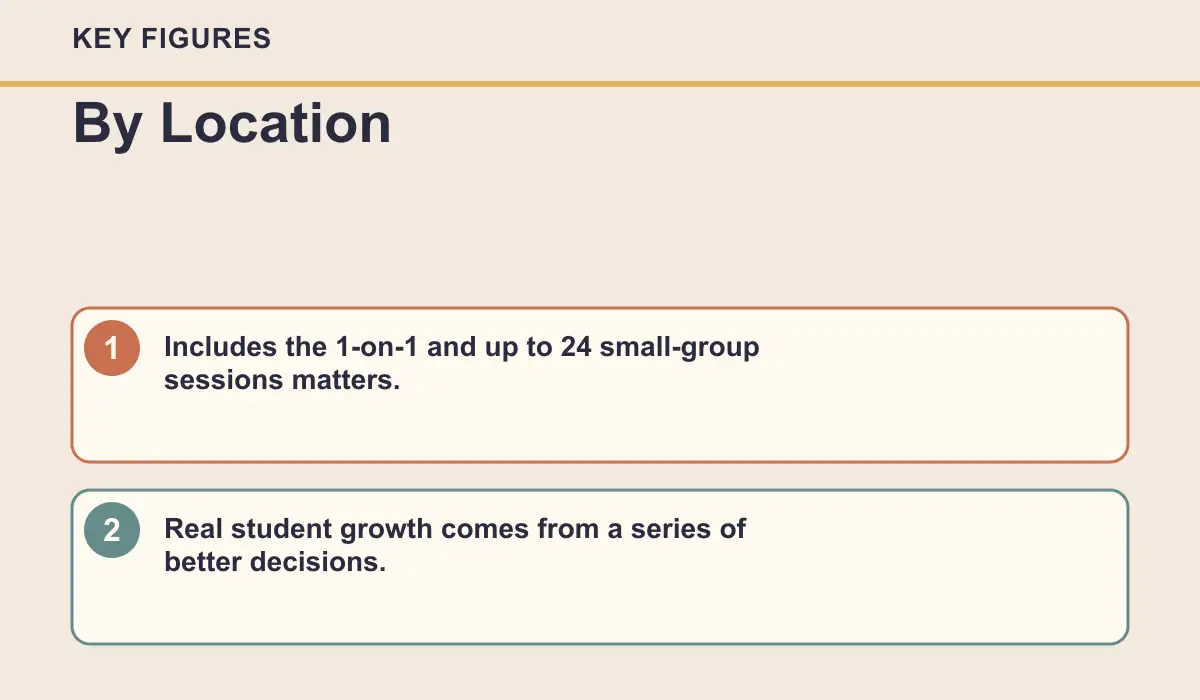 KEY FIGURES
By Location
1
Includes the 1-on-1 and up to 24 small-group
sessions matters.
2
Real student growth comes from a series of
better decisions.